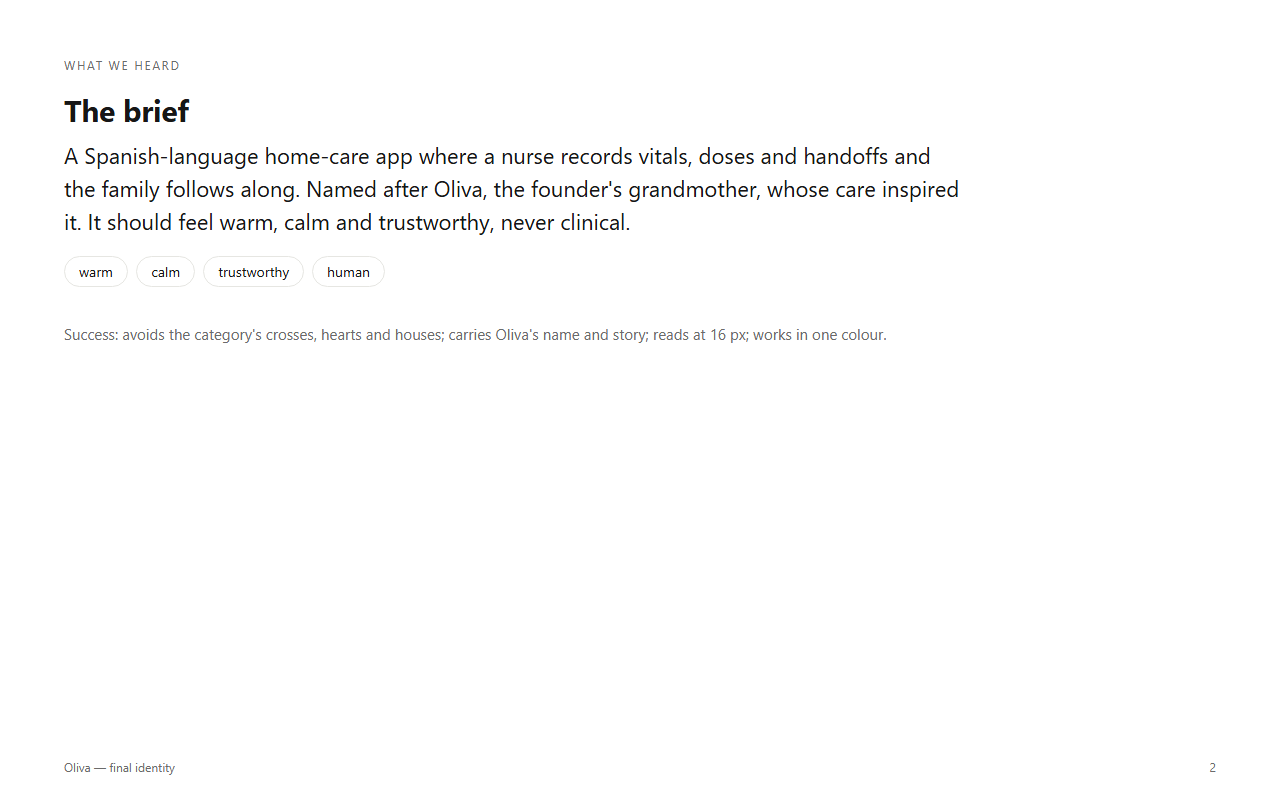 WHAT WE HEARD
The brief
A Spanish-language home-care app where a nurse records vitals, doses and handoffs and
the family follows along. Named after Oliva, the founder's grandmother, whose care inspired
it. It should feel warm, calm and trustworthy, never clinical.
warm calm trustworthy human
Success: avoids the category's crosses, hearts and houses; carries Oliva's name and story; reads at 16 px; works in one colour.
Oliva — final identity 2